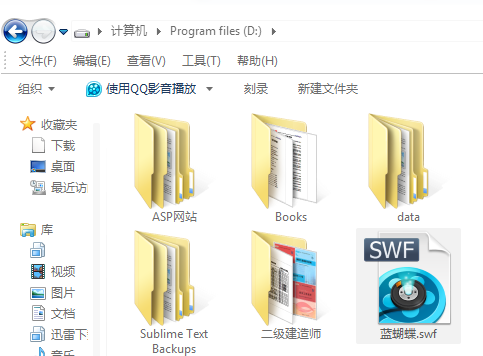 计算机 Program files (D:)
文件(F) 编辑(E) 查看(V) 工具(T) 帮助(H)
组织 使用QQ影音播放 刻录 新建文件夹
收藏夹
下载
桌面
最近访
库
视频
图片
文档
迅雷下
音乐
ASP网站 Books data
SWF
Sublime Text
Backups
二级建造师
蓝蝴蝶.swf